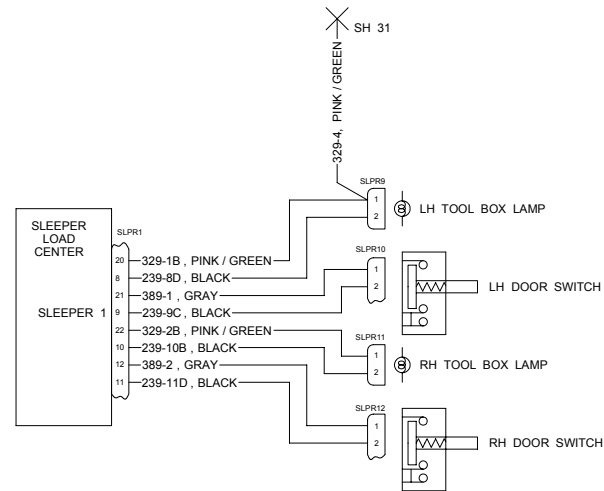 SH 31
329-4, PINK / GREEN
SLPR9
1
2
LH TOOL BOX LAMP
SLEEPER
LOAD
CENTER
SLPR1
SLEEPER 1
20 329-1B , PINK / GREEN
8 239-8D , BLACK
21 389-1 , GRAY
9 239-9C , BLACK
22 329-2B , PINK / GREEN
10 239-10B , BLACK
12 389-2 , GRAY
11 239-11D , BLACK
SLPR10
1
2
LH DOOR SWITCH
SLPR11
1
2
RH TOOL BOX LAMP
SLPR12
1
2
RH DOOR SWITCH